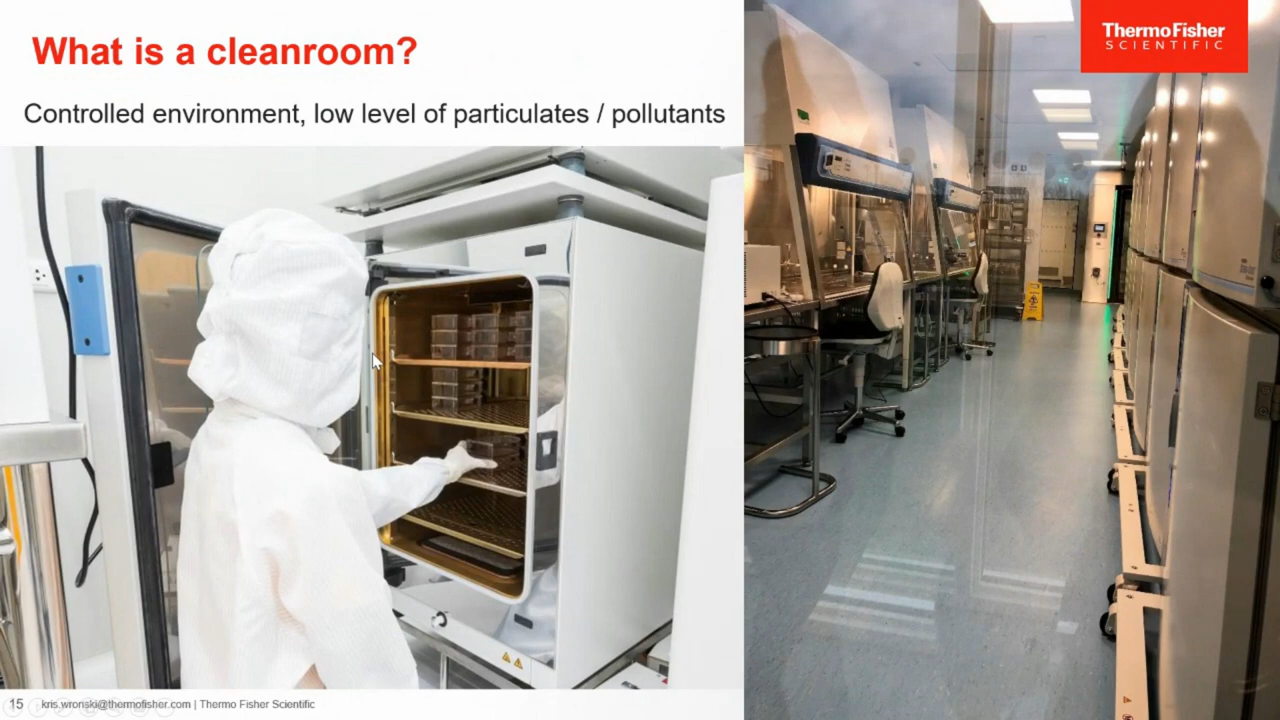 What is a cleanroom?
Controlled environment, low level of particulates / pollutants
ThermoFisher
SCIENTIFIC
15 kris.wronski@thermofisher.com | Thermo Fisher Scientific